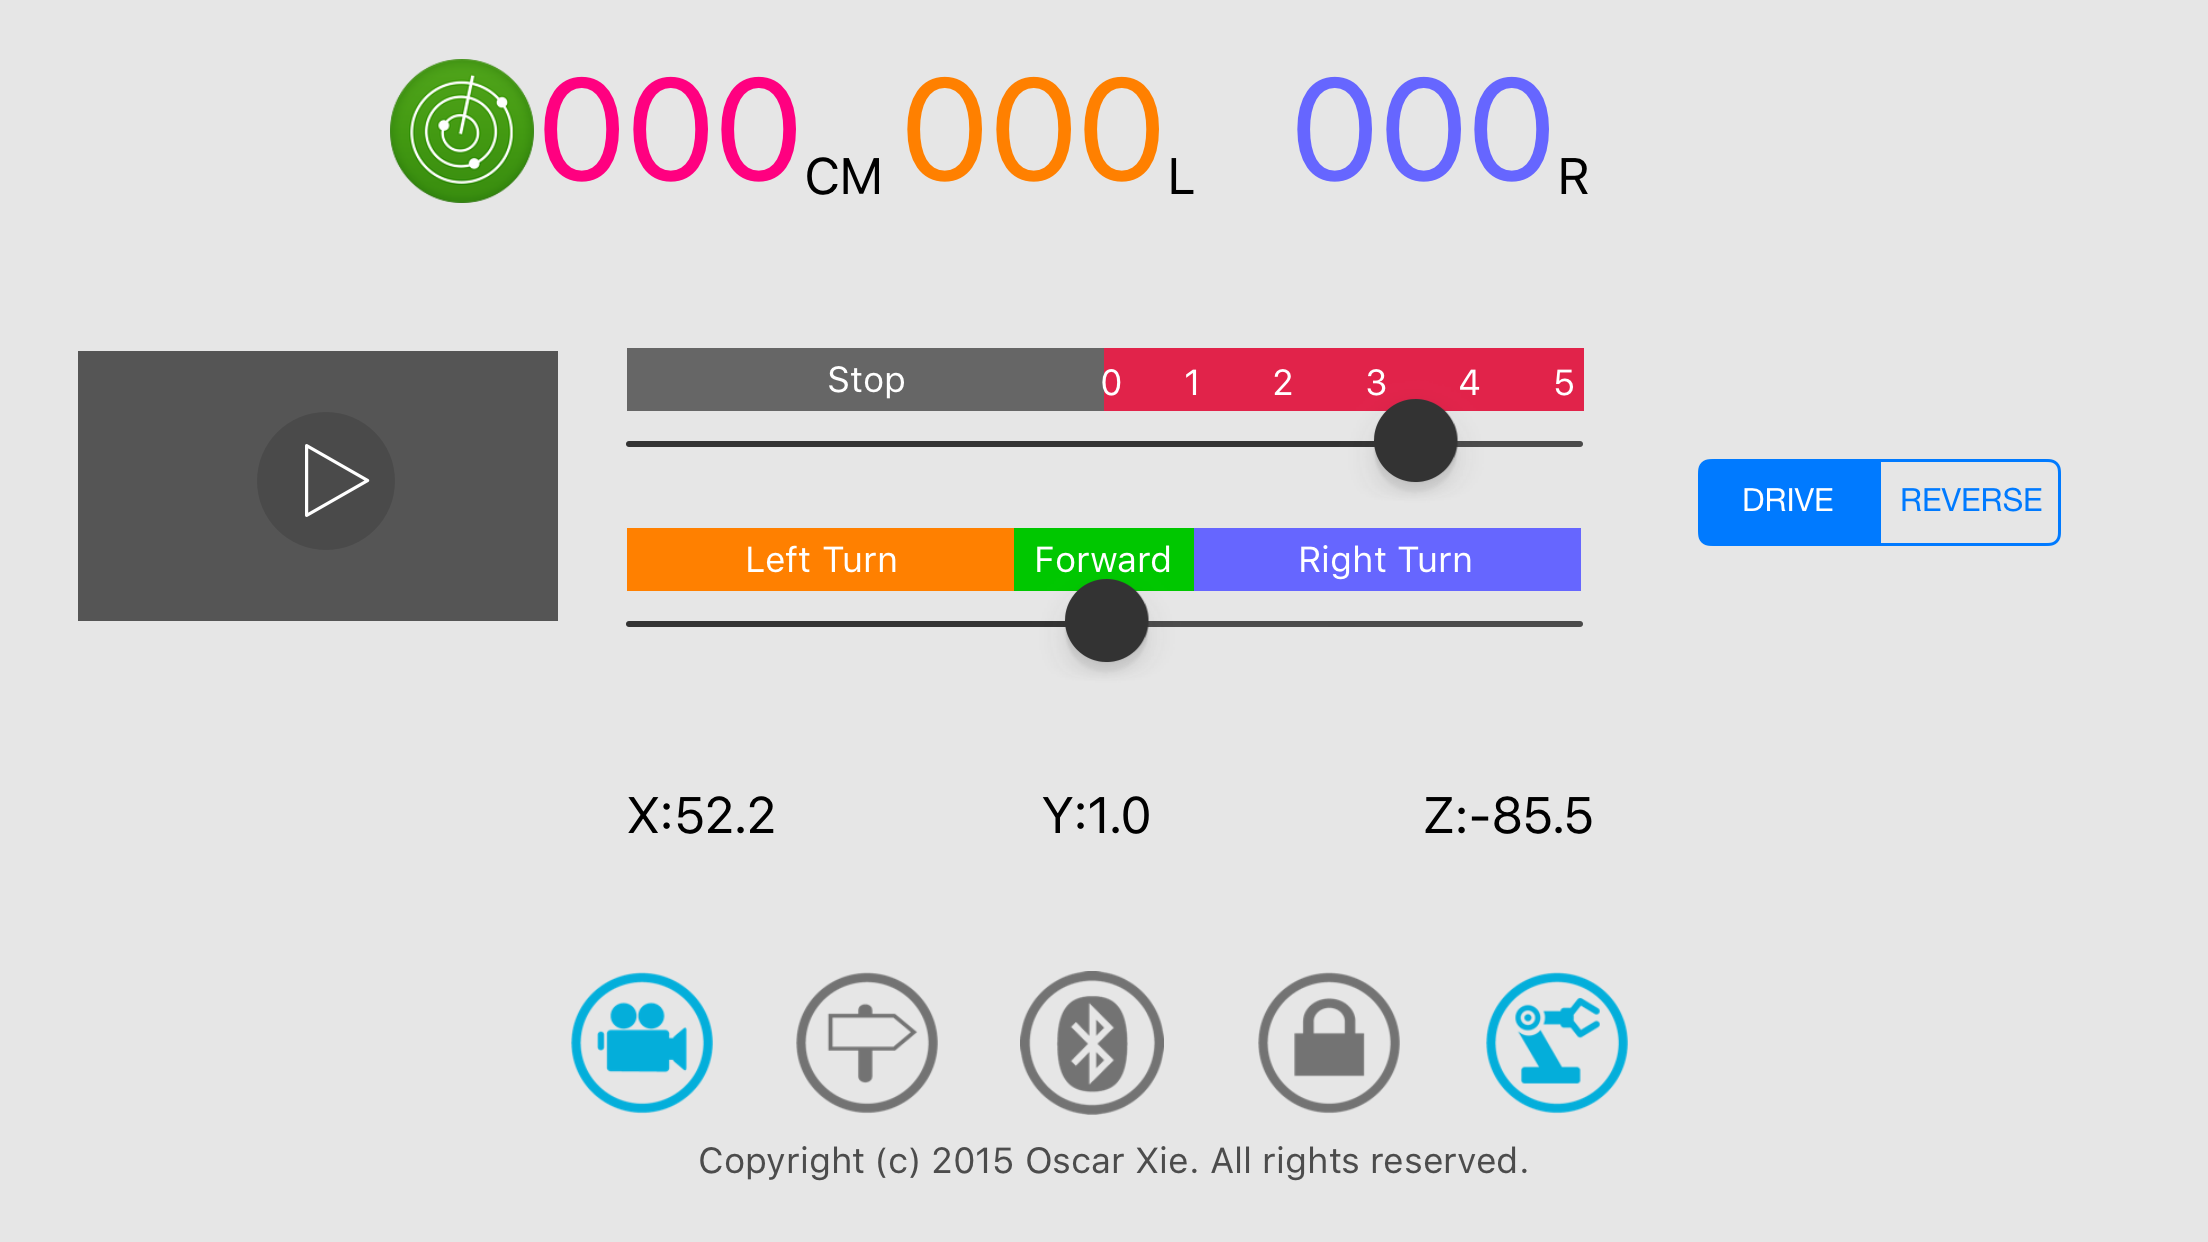 000 CM 000 L 000 R
Stop 0 1 2 3 4 5
DRIVE REVERSE
Left Turn Forward Right Turn
X:52.2 Y:1.0 Z:-85.5
Copyright (c) 2015 Oscar Xie. All rights reserved.